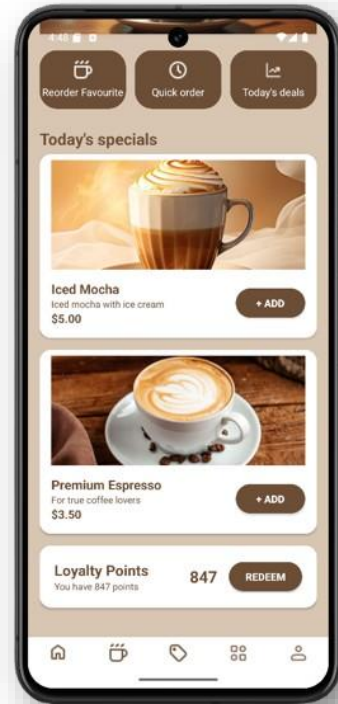 4:40
Reorder Favourite
Quick order
Today's deals
Today's specials
Iced Mocha
Iced mocha with ice cream
$5.00
+ ADD
Premium Espresso
For true coffee lovers
$3.50
+ ADD
Loyalty Points
You have 847 points
847
REDEEM